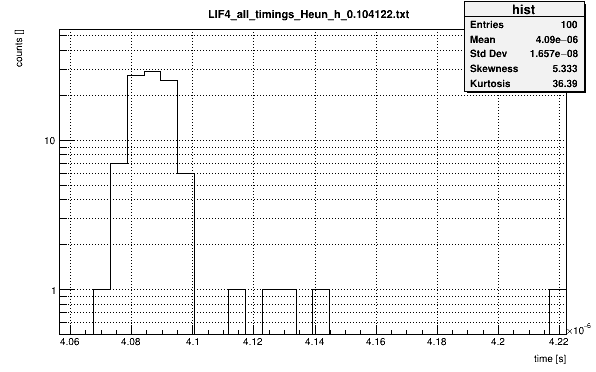 LIF4_all_timings_Heun_h_0.104122.txt
hist
Entries 100
Mean 4.09e−06
Std Dev 1.657e−08
Skewness 5.333
Kurtosis 36.39
counts []
10
1
4.06 4.08 4.1 4.12 4.14 4.16 4.18 4.2 4.22
×10⁻⁶
time [s]